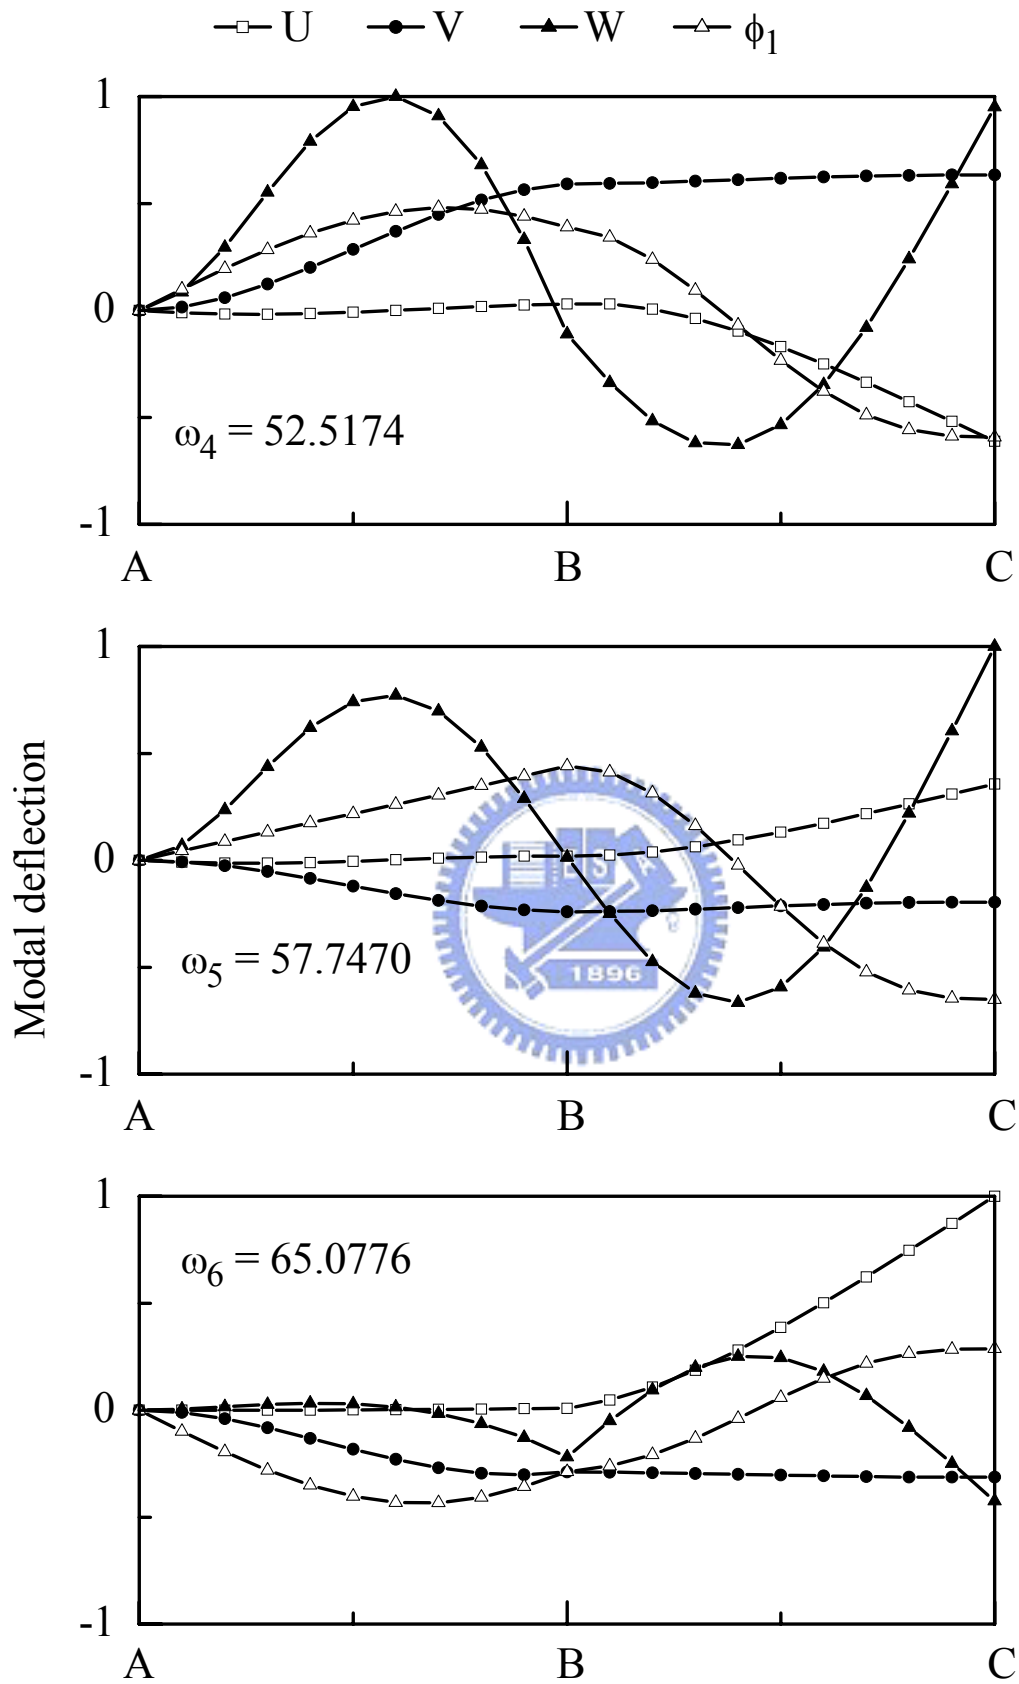 U V W ϕ₁
1
0
-1
ω₄ = 52.5174
A B C
Modal deflection
1
0
-1
ω₅ = 57.7470
1896
A B C
1
0
-1
ω₆ = 65.0776
A B C